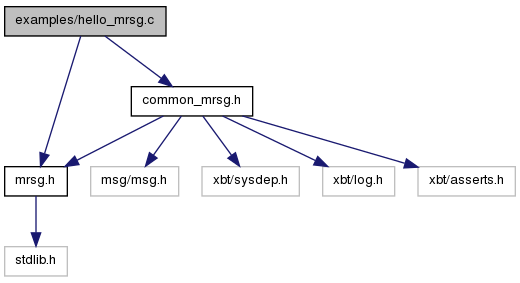 examples/hello_mrsg.c
common_mrsg.h
mrsg.h
msg/msg.h
xbt/sysdep.h
xbt/log.h
xbt/asserts.h
stdlib.h